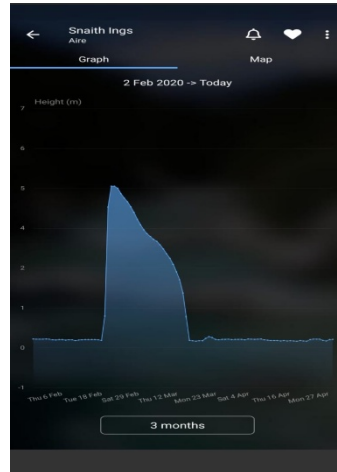 Snaith Ings
Aire
Graph Map
2 Feb 2020 -> Today
Height (m)
7
6
5
4
2
1
0
-1
Thu 6 Feb Tue 18 Feb Sat 29 Feb Thu 12 Mar Mon 23 Mar Sat 4 Apr Thu 16 Apr Mon 27 Apr
3 months